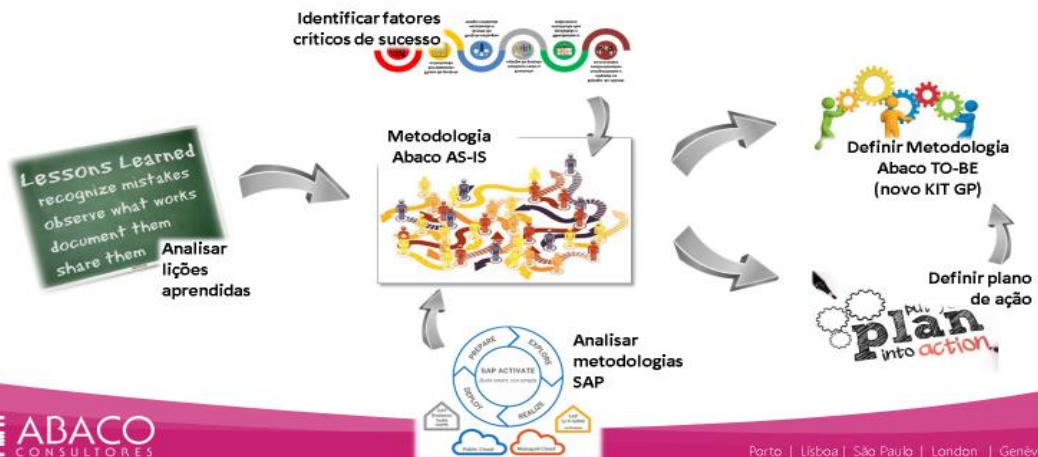 Identificar fatores
críticos de sucesso
Lessons Learned
recognize mistakes
observe what works
document them
share them
Analisar
lições
aprendidas
Metodologia
Abaco AS-IS
Definir Metodologia
Abaco TO-BE
(novo KIT GP)
Definir plano
de ação
plan
into action
Analisar
metodologias
SAP
PREPARE
EXPLORE
SAP ACTIVATE
DEPLOY
REALIZE
Public Cloud
Managed Cloud
ABACO
CONSULTORES
Porto | Lisboa | São Paulo | London | Genèv